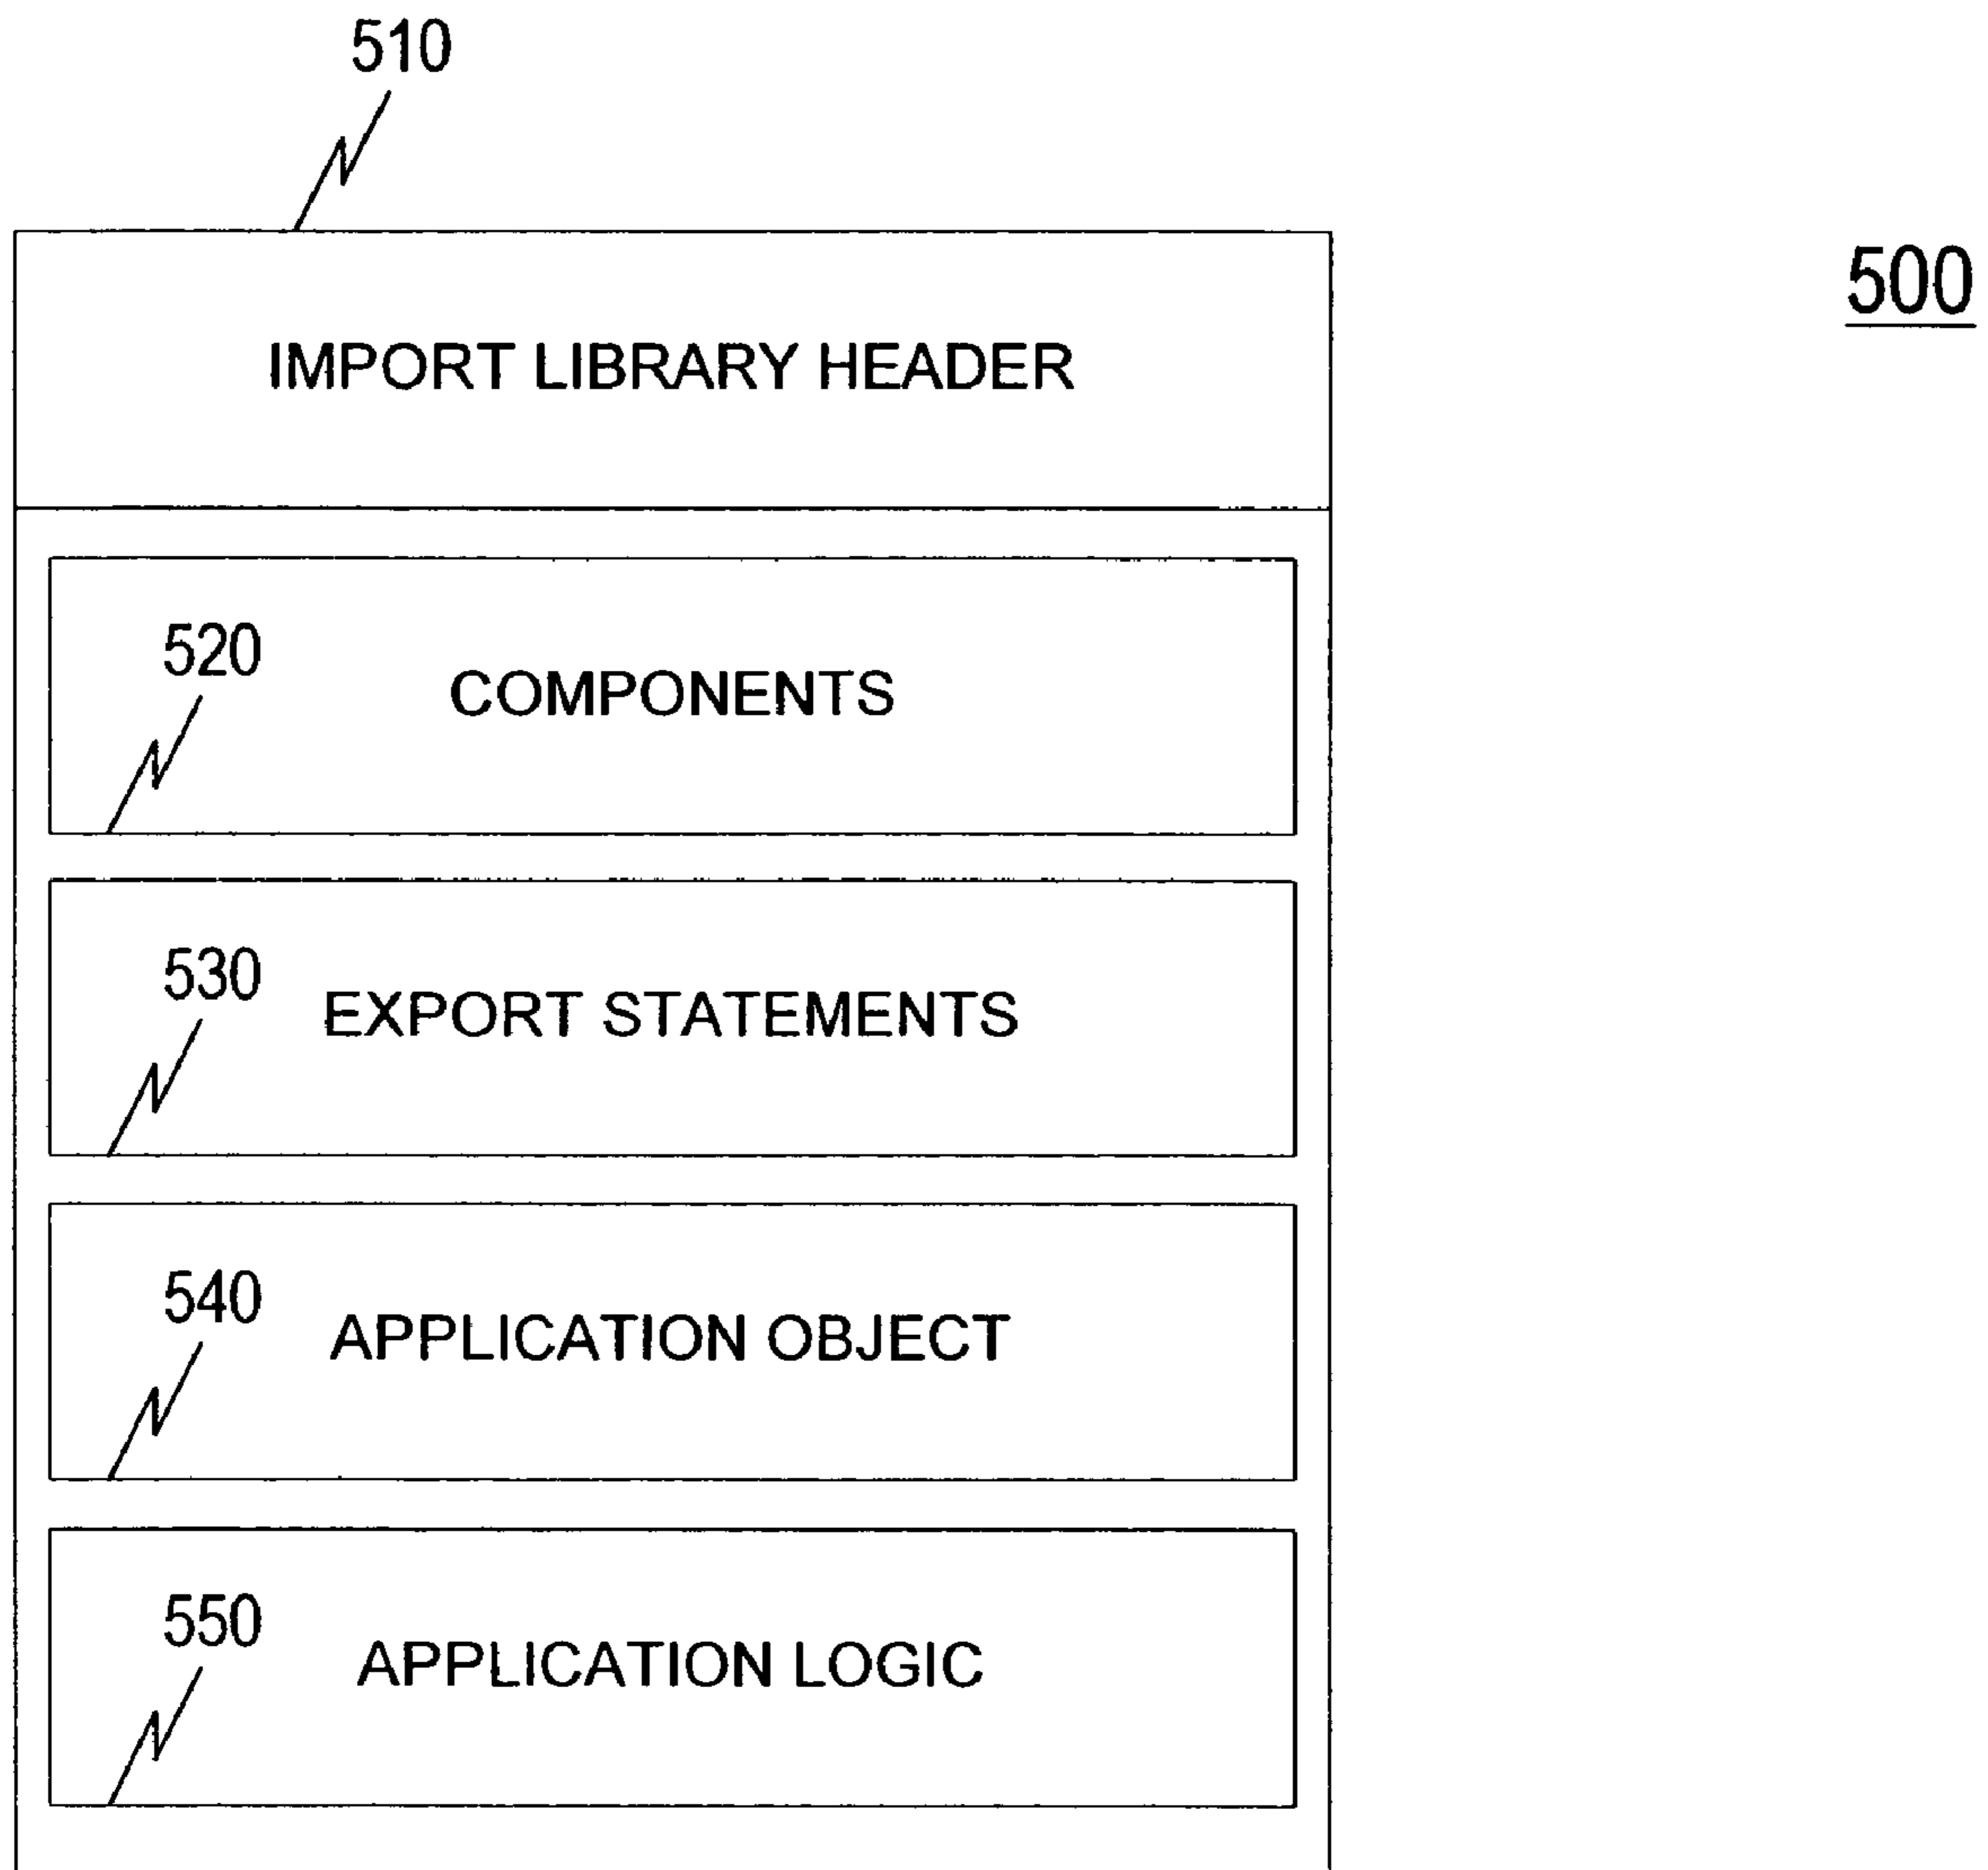 510
500
IMPORT LIBRARY HEADER
520
COMPONENTS
530
EXPORT STATEMENTS
540
APPLICATION OBJECT
550
APPLICATION LOGIC